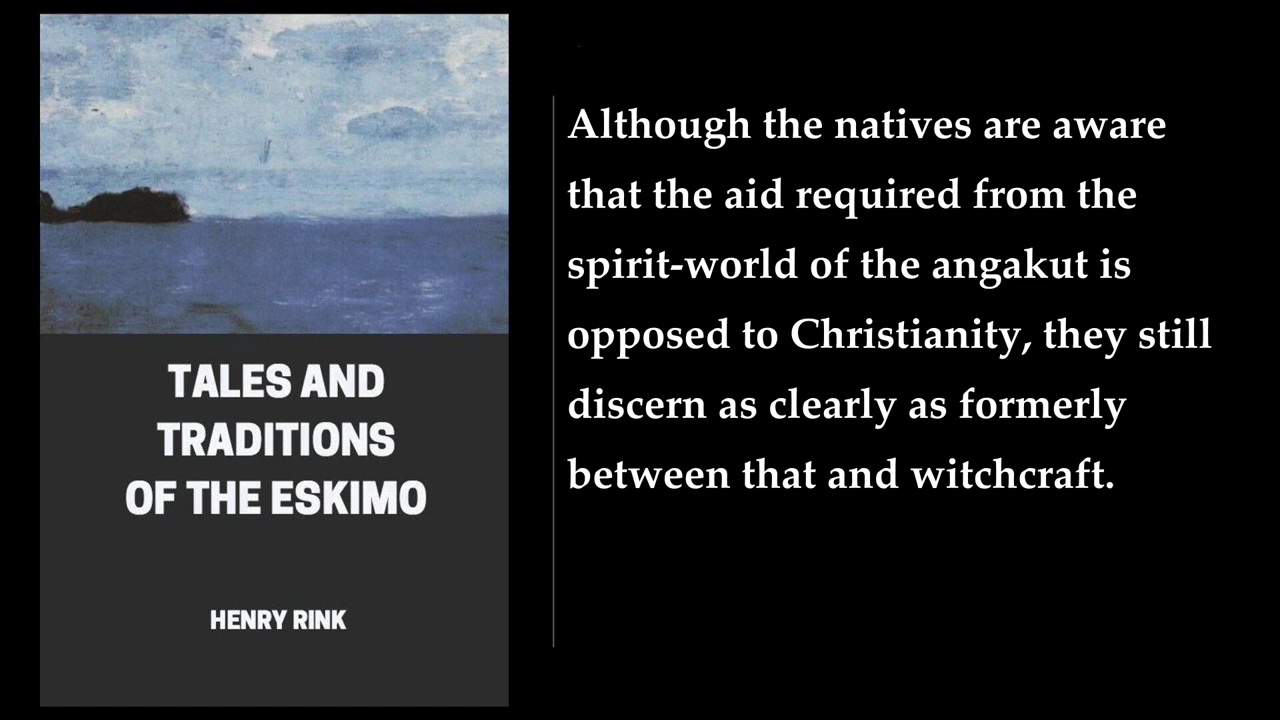 TALES AND
TRADITIONS
OF THE ESKIMO
HENRY RINK
Although the natives are aware
that the aid required from the
spirit-world of the angakut is
opposed to Christianity, they still
discern as clearly as formerly
between that and witchcraft.